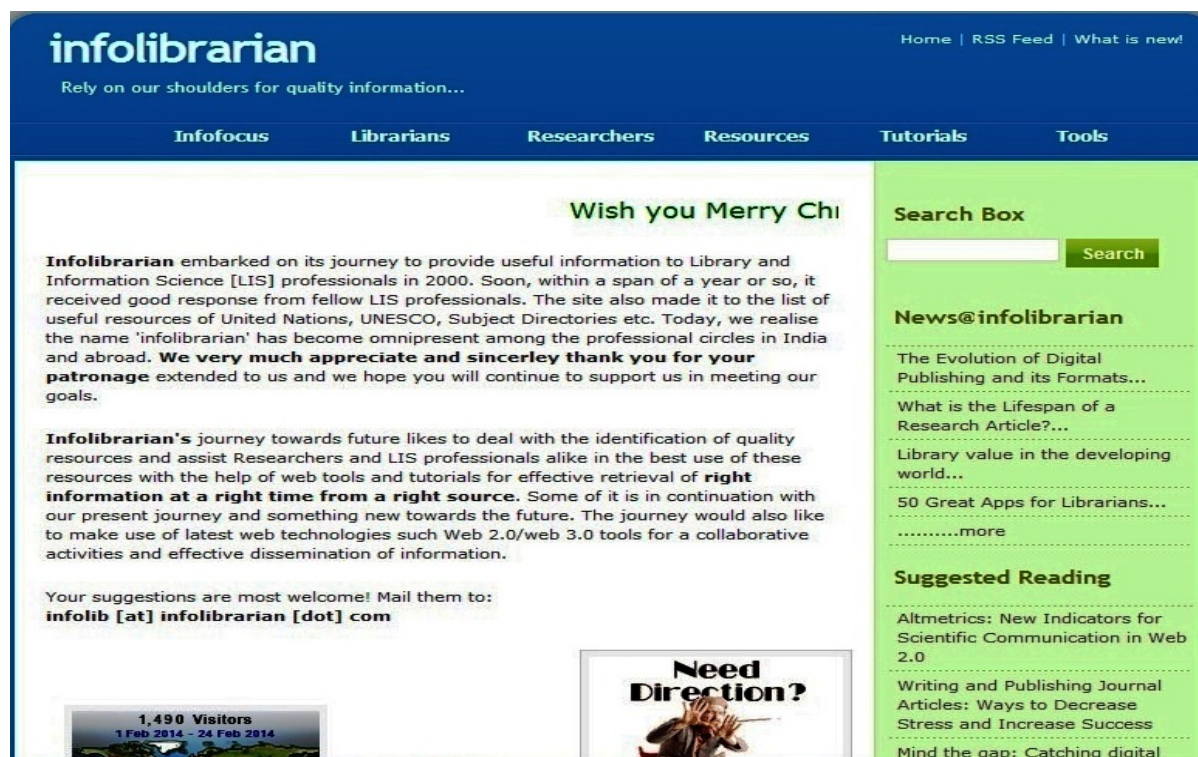 infolibrarian
Home | RSS Feed | What is new!
Rely on our shoulders for quality information...
Infofocus Librarians Researchers Resources Tutorials Tools
Wish you Merry
Infolibrarian embarked on its journey to provide useful information to Library and
Information Science [LIS] professionals in 2000. Soon, within a span of a year or so, it
received good response from fellow LIS professionals. The site also made it to the list of
useful resources of United Nations, UNESCO, Subject Directories etc. Today, we realise
the name 'infolibrarian' has become omnipresent among the professional circles in India
and abroad. We very much appreciate and sincerley thank you for your
patronage extended to us and we hope you will continue to support us in meeting our
goals.
Infolibrarian's journey towards future likes to deal with the identification of quality
resources and assist Researchers and LIS professionals alike in the best use of these
resources with the help of web tools and tutorials for effective retrieval of right
information at a right time from a right source. Some of it is in continuation with
our present journey and something new towards the future. The journey would also like
to make use of latest web technologies such Web 2.0/web 3.0 tools for a collaborative
activities and effective dissemination of information.
Your suggestions are most welcome! Mail them to:
infolib [at] infolibrarian [dot] com
1,490 Visitors
1 Feb 2014 - 24 Feb 2014
Need
Direction?
Search Box
Search
News@infolibrarian
The Evolution of Digital
Publishing and its Formats...
What is the Lifespan of a
Research Article?...
Library value in the developing
world...
50 Great Apps for Librarians...
..........more
Suggested Reading
Altmetrics: New Indicators for
Scientific Communication in Web
2.0
Writing and Publishing Journal
Articles: Ways to Decrease
Stress and Increase Success
Mind the gap: Catching digital